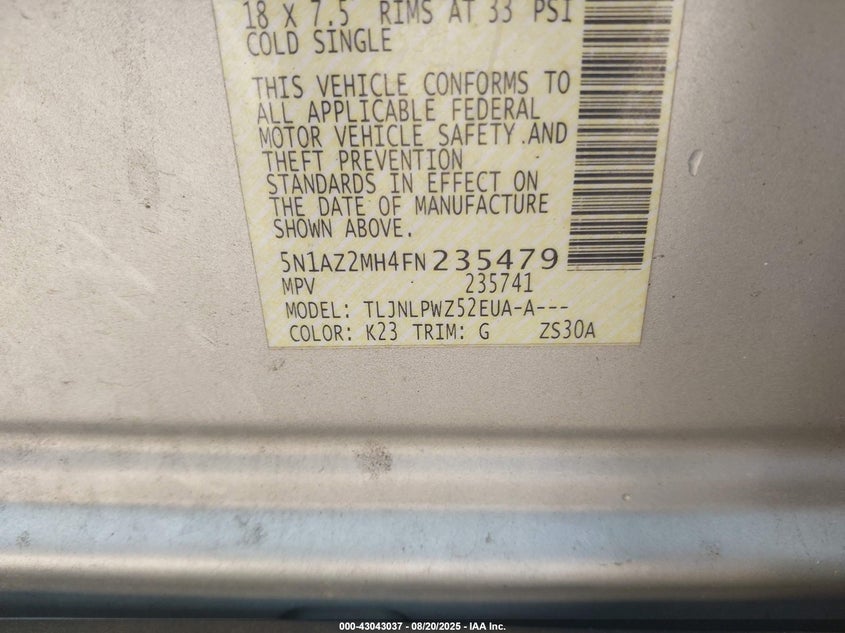 18 X 7.5 RIMS AT 33 PSI
COLD SINGLE
THIS VEHICLE CONFORMS TO
ALL APPLICABLE FEDERAL
MOTOR VEHICLE SAFETY AND
THEFT PREVENTION
STANDARDS IN EFFECT ON
THE DATE OF MANUFACTURE
SHOWN ABOVE.
5N1AZ2MH4FN235479
MPV 235741
MODEL: TLJNLPWZ52EUA-A---
COLOR: K23 TRIM: G ZS30A
000-43043037 - 08/20/2025 - IAA Inc.